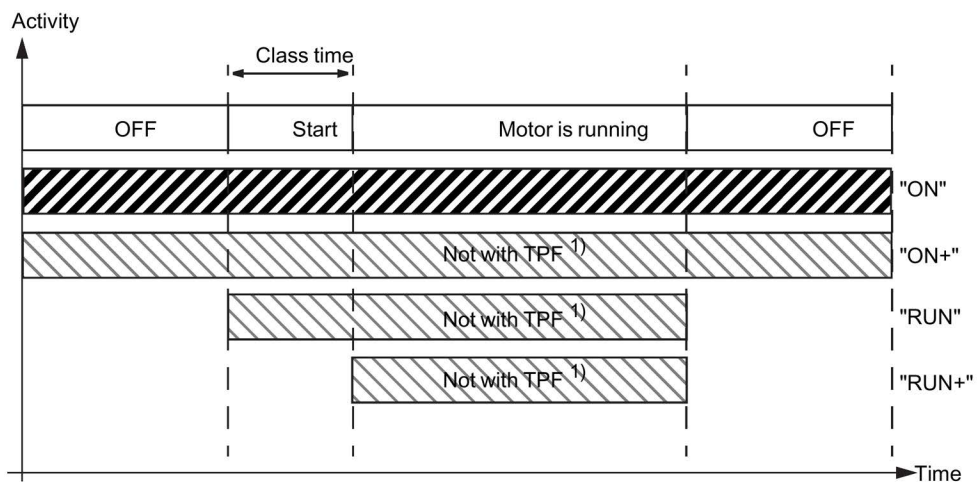 Activity
Class time
OFF Start Motor is running OFF
"ON"
Not with TPF 1) "ON+"
Not with TPF 1) "RUN"
Not with TPF 1) "RUN+"
Time